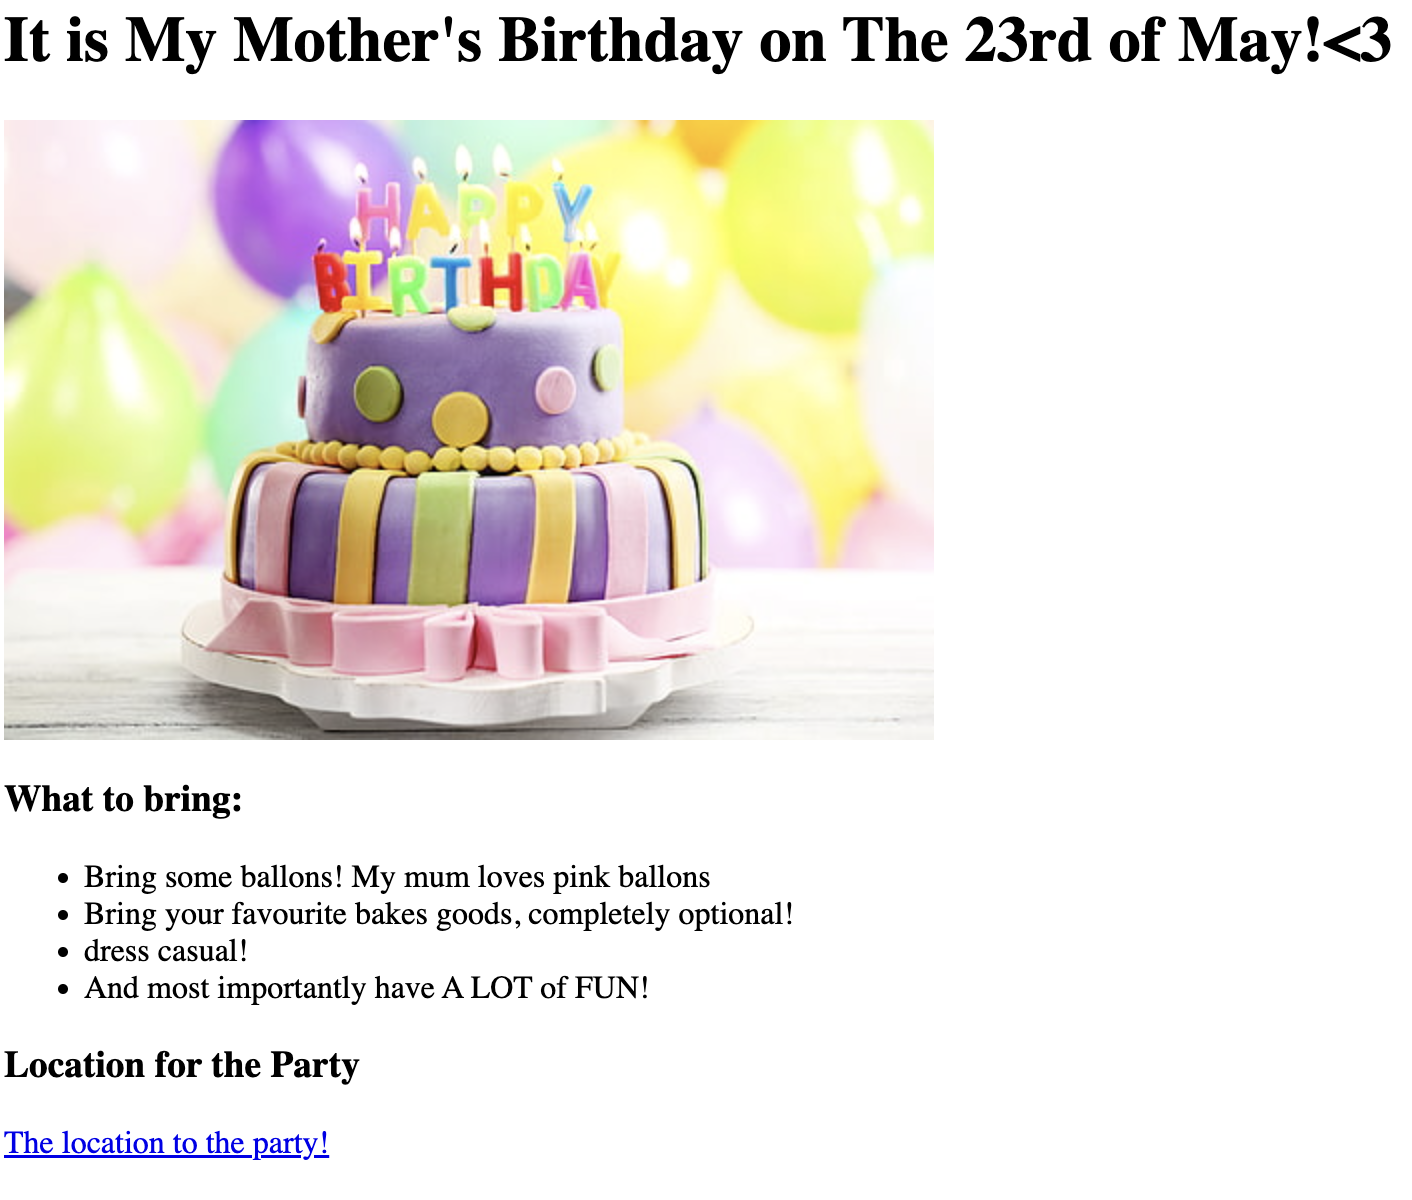 It is My Mother's Birthday on The 23rd of May!<3
HAPPY
BIRTHDAY
What to bring:
• Bring some ballons! My mum loves pink ballons
• Bring your favourite bakes goods, completely optional!
• dress casual!
• And most importantly have A LOT of FUN!
Location for the Party
The location to the party!